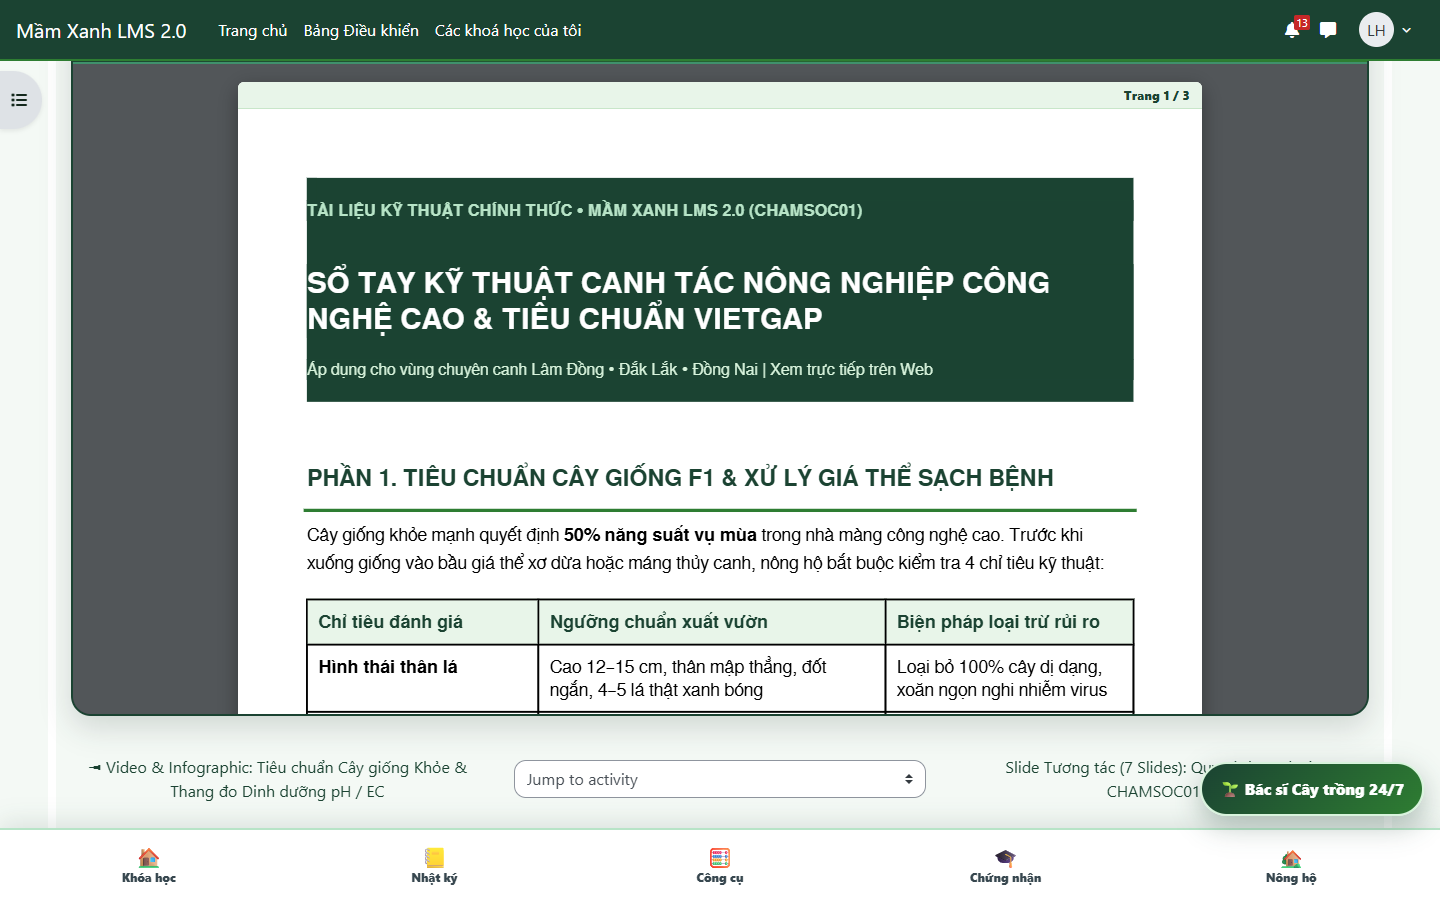 Mầm Xanh LMS 2.0
Trang chủ
Bảng Điều khiển
Các khoá học của tôi
13
LH
Trang 1 / 3
TÀI LIỆU KỸ THUẬT CHÍNH THỨC • MẦM XANH LMS 2.0 (CHAMSOC01)
SỔ TAY KỸ THUẬT CANH TÁC NÔNG NGHIỆP CÔNG
NGHỆ CAO & TIÊU CHUẨN VIETGAP
Áp dụng cho vùng chuyên canh Lâm Đồng • Đắk Lắk • Đồng Nai | Xem trực tiếp trên Web
PHẦN 1. TIÊU CHUẨN CÂY GIỐNG F1 & XỬ LÝ GIÁ THỂ SẠCH BỆNH
Cây giống khỏe mạnh quyết định 50% năng suất vụ mùa trong nhà màng công nghệ cao. Trước khi
xuống giống vào bầu giá thể xơ dừa hoặc máng thủy canh, nông hộ bắt buộc kiểm tra 4 chỉ tiêu kỹ thuật:
Chỉ tiêu đánh giá
Ngưỡng chuẩn xuất vườn
Biện pháp loại trừ rủi ro
Hình thái thân lá
Cao 12–15 cm, thân mập thẳng, đốt
ngắn, 4–5 lá thật xanh bóng
Loại bỏ 100% cây dị dạng,
xoăn ngọn nghi nhiễm virus
◄ Video & Infographic: Tiêu chuẩn Cây giống Khỏe &
Thang đo Dinh dưỡng pH / EC
Jump to activity
Slide Tương tác (7 Slides):
CHAMSOC01
🌱 Bác sĩ Cây trồng 24/7
Khóa học
Nhật ký
Công cụ
Chứng nhận
Nông hộ